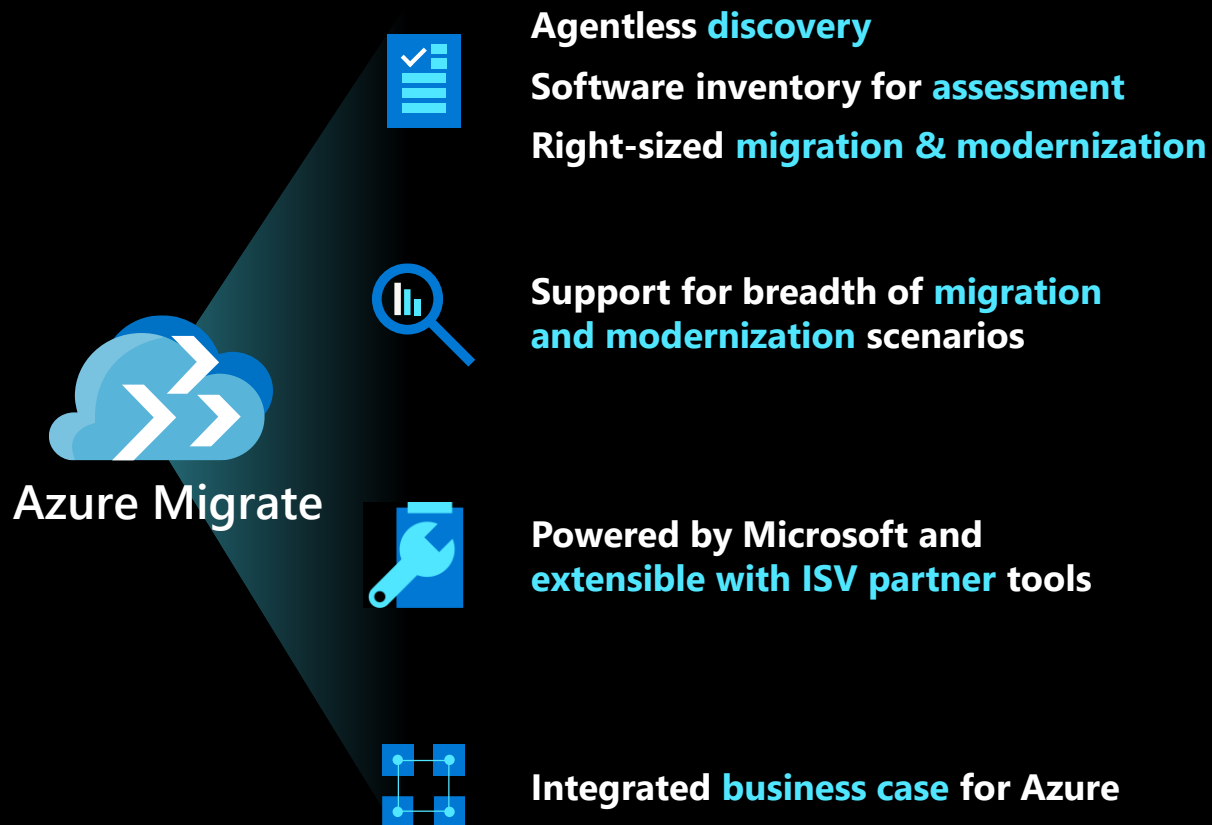 Agentless discovery
Software inventory for assessment
Right-sized migration & modernization
Support for breadth of migration
and modernization scenarios
Azure Migrate
Powered by Microsoft and
extensible with ISV partner tools
Integrated business case for Azure